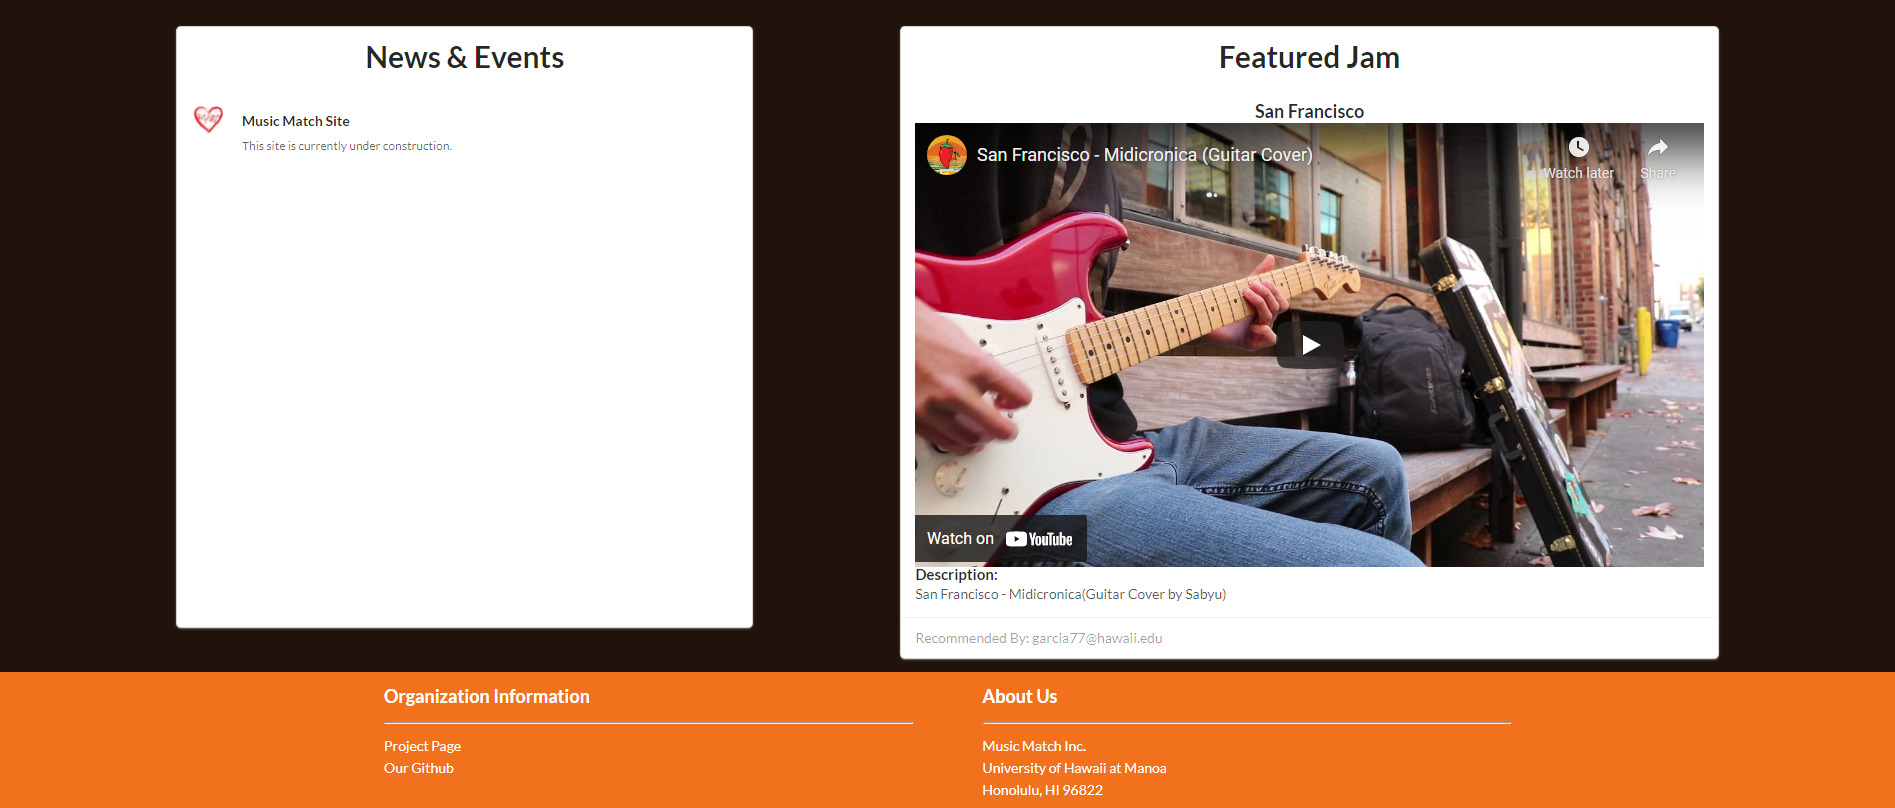 News & Events
Music Match Site
This site is currently under construction.
Featured Jam
San Francisco
San Francisco - Midicronica (Guitar Cover)
Watch later
Share
Watch on YouTube
Description:
San Francisco - Midicronica(Guitar Cover by Sabyu)
Recommended By: garcia77@hawaii.edu
Organization Information
Project Page
Our Github
About Us
Music Match Inc.
University of Hawaii at Manoa
Honolulu, HI 96822